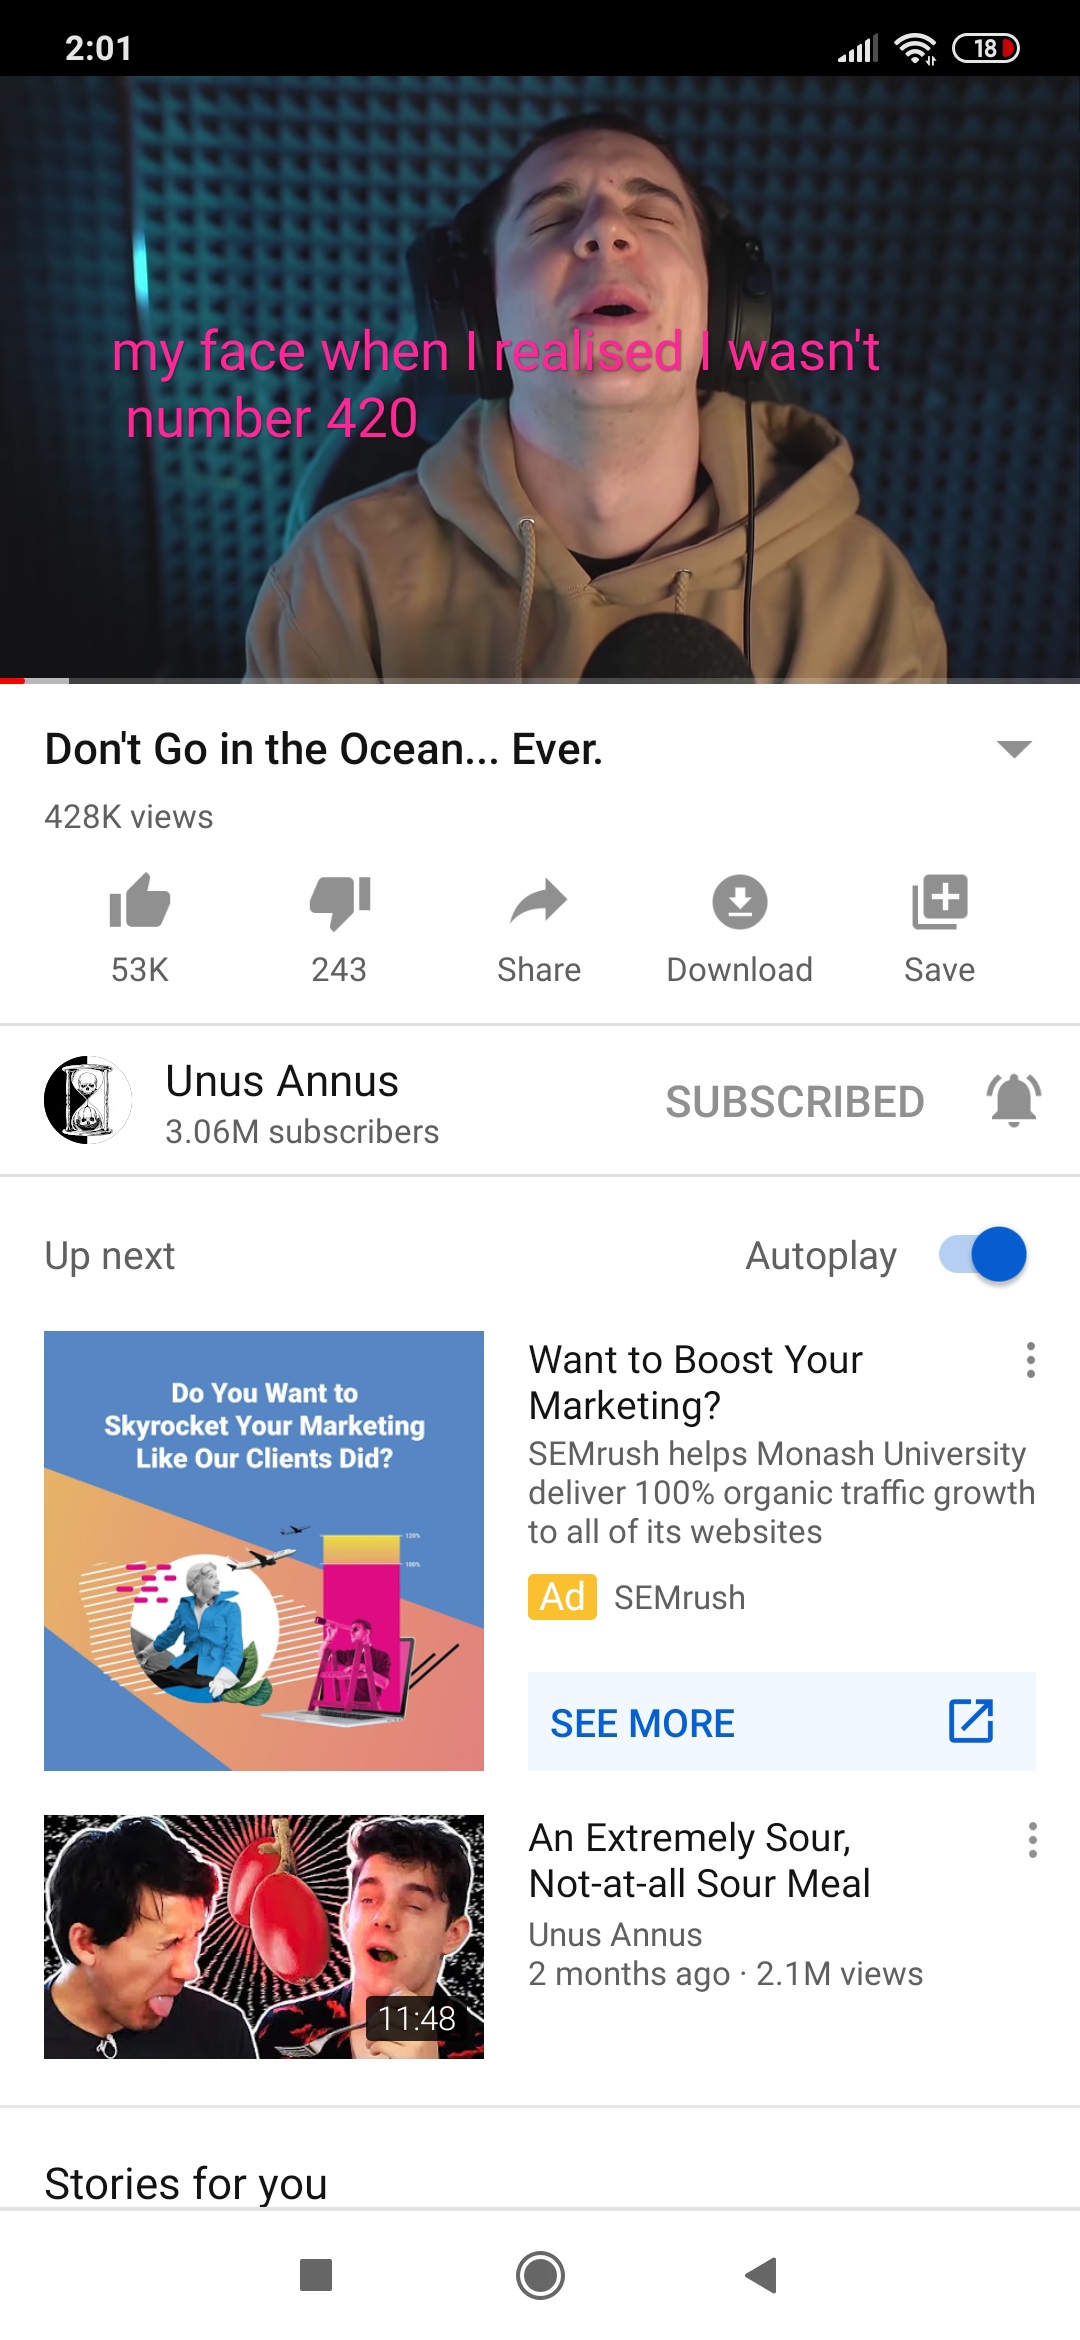 2:01
18
my face when I realised I wasn't
number 420
Don't Go in the Ocean... Ever.
428K views
53K
243
Share
Download
Save
Unus Annus
3.06M subscribers
SUBSCRIBED
Up next
Autoplay
Do You Want to
Skyrocket Your Marketing
Like Our Clients Did?
120%
100%
Want to Boost Your
Marketing?
SEMrush helps Monash University
deliver 100% organic traffic growth
to all of its websites
Ad SEMrush
SEE MORE
11:48
An Extremely Sour,
Not-at-all Sour Meal
Unus Annus
2 months ago · 2.1M views
Stories for you